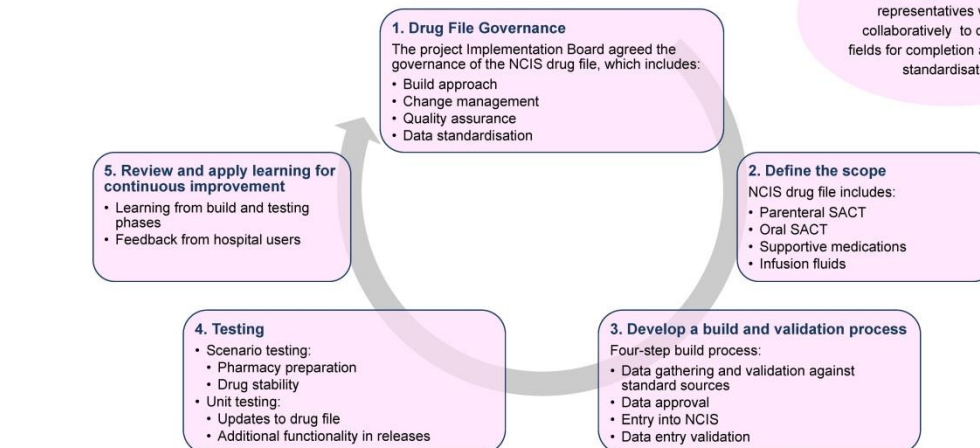 representatives
collaboratively to
fields for completion
1. Drug File Governance
The project Implementation Board agreed the
governance of the NCIS drug file, which includes:
• Build approach
• Change management
• Quality assurance
• Data standardisation
2. Define the scope
NCIS drug file includes:
• Parenteral SACT
• Oral SACT
• Supportive medications
• Infusion fluids
3. Develop a build and validation process
Four-step build process:
• Data gathering and validation against
standard sources
• Data approval
• Entry into NCIS
• Data entry validation
4. Testing
• Scenario testing:
• Pharmacy preparation
• Drug stability
• Unit testing:
• Updates to drug file
• Additional functionality in releases
5. Review and apply learning for
continuous improvement
• Learning from build and testing
phases
• Feedback from hospital users